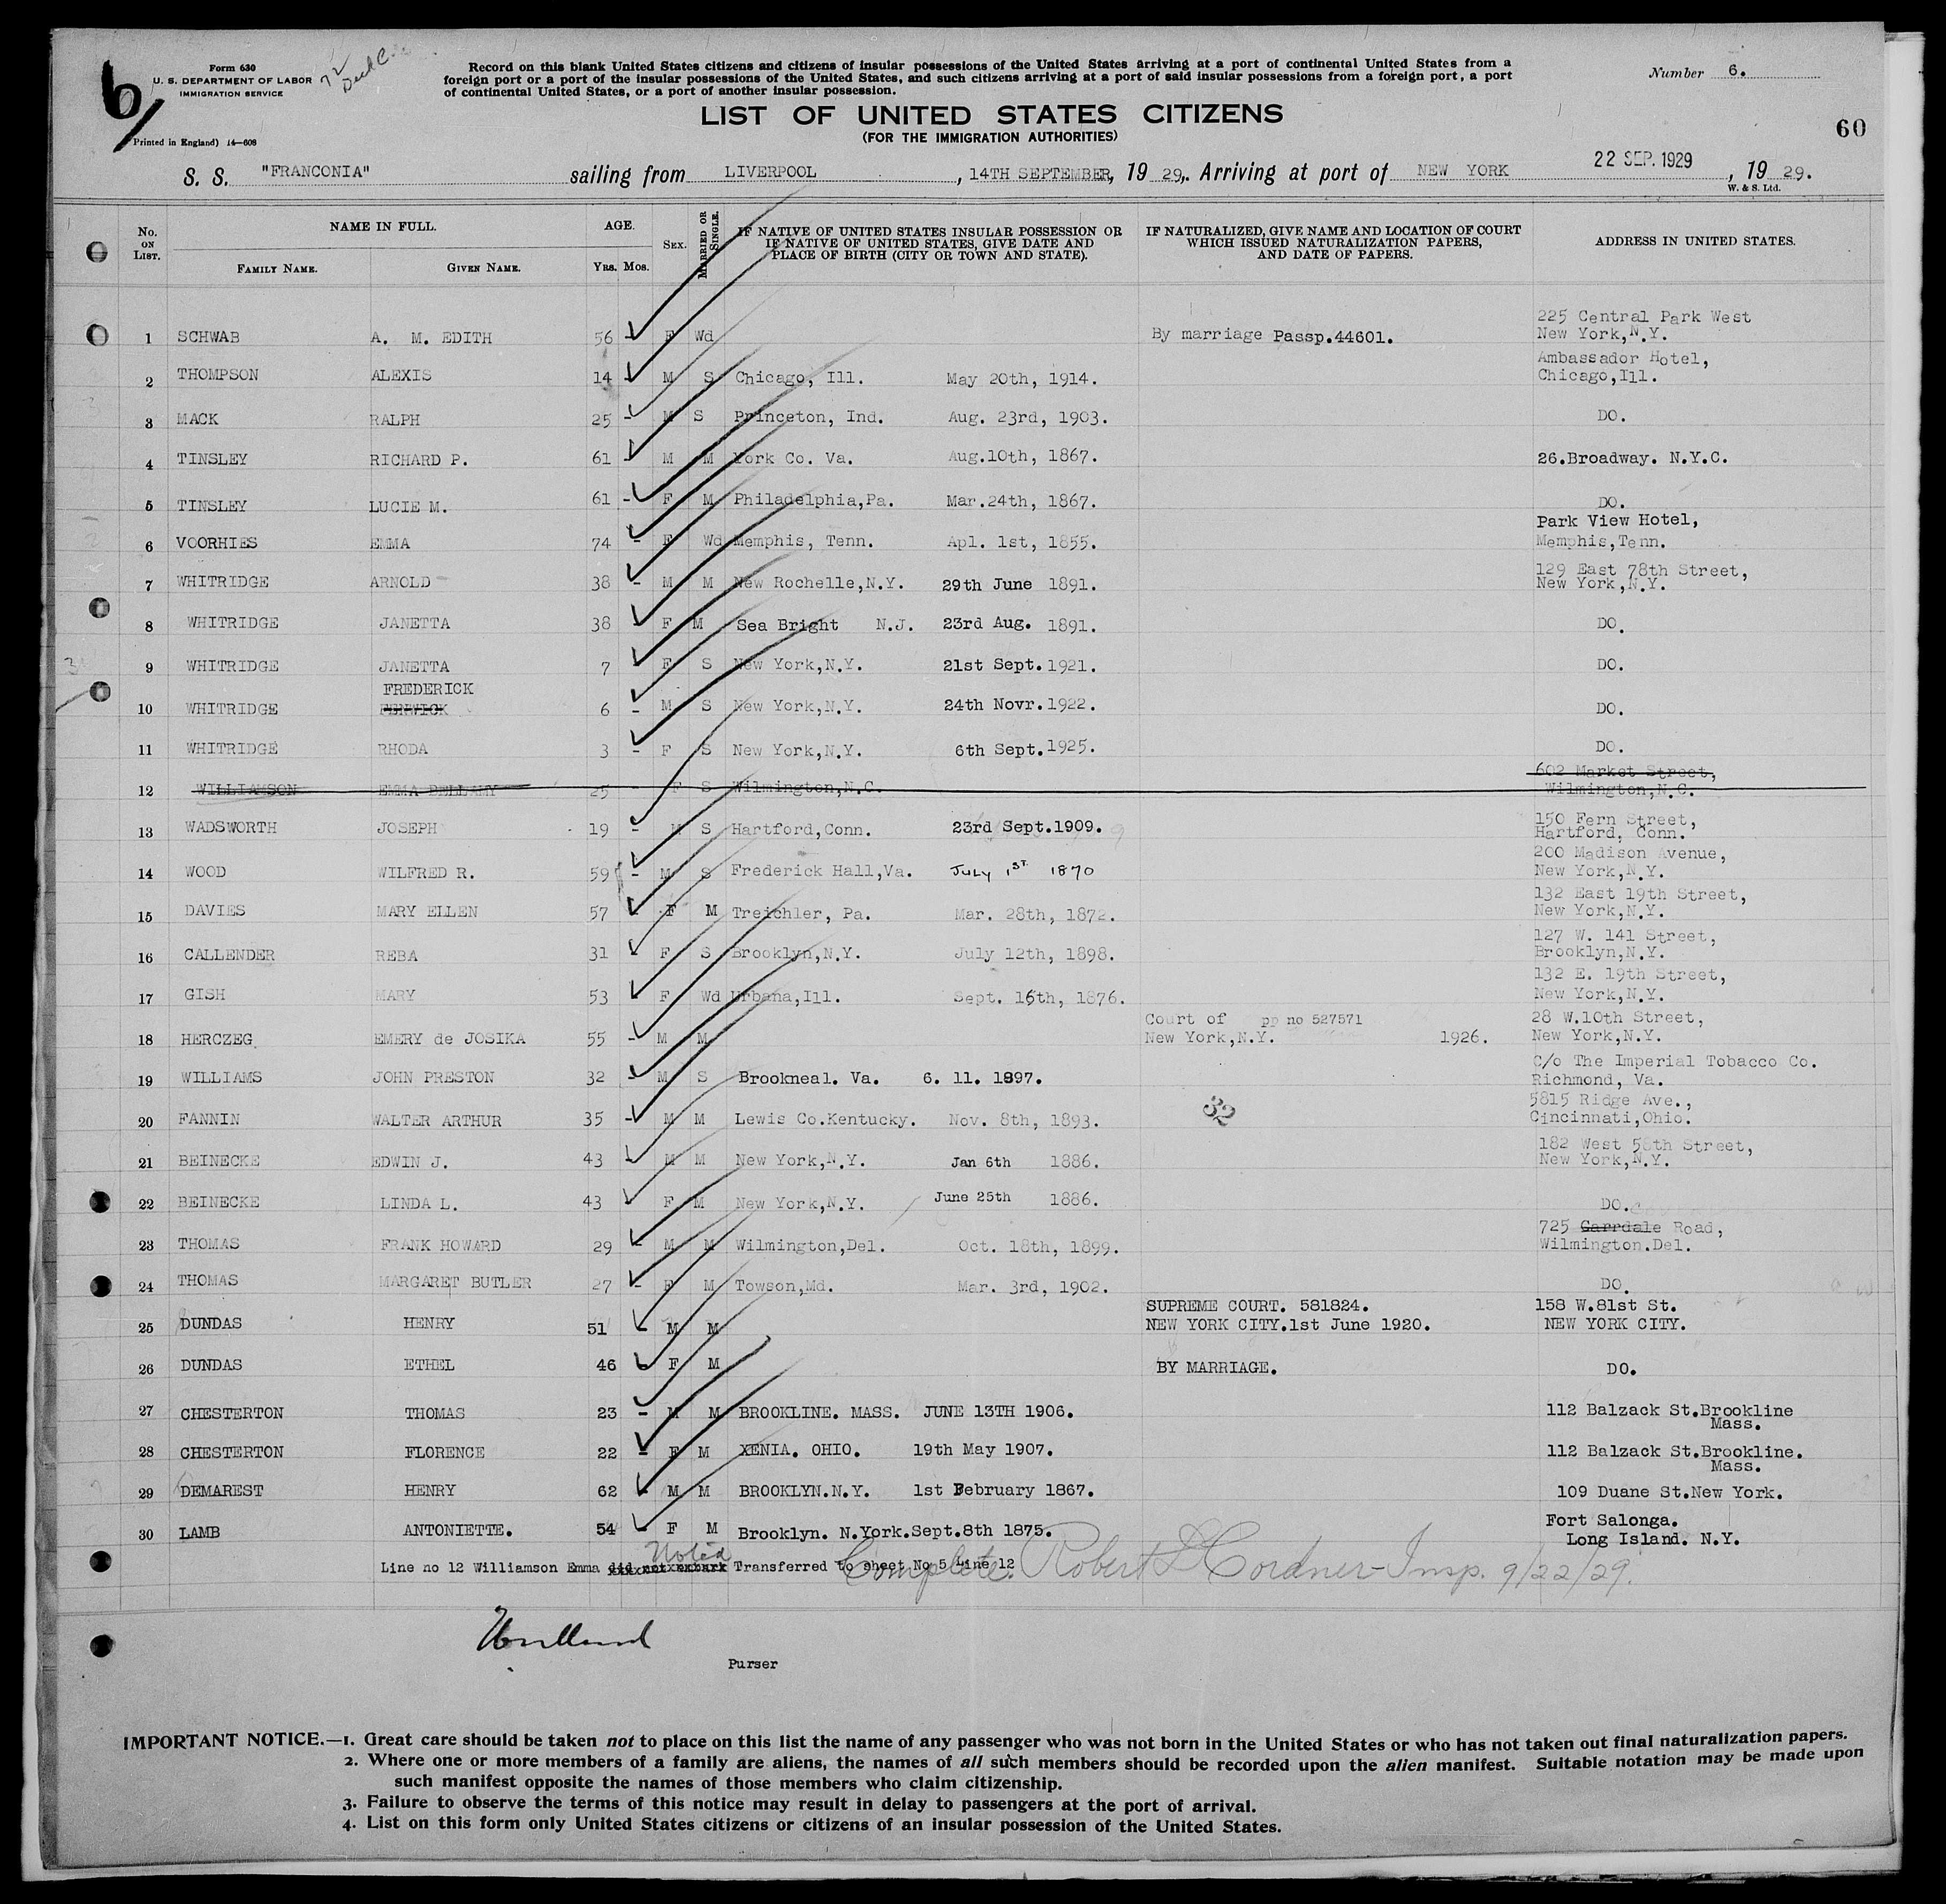 Form 630
U. S. DEPARTMENT OF LABOR
IMMIGRATION SERVICE
Printed in England) 14—608
Record on this blank United States citizens and citizens of insular possessions of the United States arriving at a port of continental United States from a
foreign port or a port of the insular possessions of the United States, and such citizens arriving at a port of said insular possessions from a foreign port, a port
of continental United States, or a port of another insular possession.
Number 6.
LIST OF UNITED STATES CITIZENS
(FOR THE IMMIGRATION AUTHORITIES)
60
S. S. "FRANCONIA" sailing from LIVERPOOL, 14TH SEPTEMBER, 19 29,. Arriving at port of NEW YORK 22 SEP. 1929, 19 29.
W. & S. Ltd.
No. ON LIST. NAME IN FULL. FAMILY NAME. GIVEN NAME. AGE. YRS. MOS. SEX. MARRIED OR SINGLE. IF NATIVE OF UNITED STATES INSULAR POSSESSION OR IF NATIVE OF UNITED STATES, GIVE DATE AND PLACE OF BIRTH (CITY OR TOWN AND STATE). IF NATURALIZED, GIVE NAME AND LOCATION OF COURT WHICH ISSUED NATURALIZATION PAPERS, AND DATE OF PAPERS. ADDRESS IN UNITED STATES.
1 SCHWAB A. M. EDITH 56 F Wd By marriage Passp.44601. 225 Central Park West New York, N.Y.
2 THOMPSON ALEXIS 14 - M S Chicago, Ill. May 20th, 1914. Ambassador Hotel, Chicago,Ill.
3 MACK RALPH 25 - M S Princeton, Ind. Aug. 23rd, 1903. DO.
4 TINSLEY RICHARD P. 61 - M M York Co. Va. Aug.10th, 1867. 26.Broadway. N.Y.C.
5 TINSLEY LUCIE M. 61 - F M Philadelphia,Pa. Mar.24th, 1867. DO.
6 VOORHIES EMMA 74 - F Wd Memphis, Tenn. Apl. 1st, 1855. Park View Hotel, Memphis,Tenn.
7 WHITRIDGE ARNOLD 38 - M M New Rochelle,N.Y. 29th June 1891. 129 East 78th Street, New York,N.Y.
8 WHITRIDGE JANETTA 38 F M Sea Bright N.J. 23rd Aug. 1891. DO.
9 WHITRIDGE JANETTA 7 F S New York,N.Y. 21st Sept.1921. DO.
10 WHITRIDGE FREDERICK FENWICK 6 - M S New York,N.Y. 24th Novr.1922. DO.
11 WHITRIDGE RHODA 3 - F S New York,N.Y. 6th Sept.1925. DO.
12 WILLIAMSON EMMA BELLAMY 25 - F S Wilmington,N.C. 602 Market Street, Wilmington,N.C.
13 WADSWORTH JOSEPH 19 - M S Hartford,Conn. 23rd Sept.1909. 150 Fern Street, Hartford, Conn.
14 WOOD WILFRED R. 59 - M S Frederick Hall,Va. JULY 1ST 1870 200 Madison Avenue, New York,N.Y.
15 DAVIES MARY ELLEN 57 - F M Treichler, Pa. Mar. 28th, 1872. 132 East 19th Street, New York,N.Y.
16 CALLENDER REBA 31 F S Brooklyn,N.Y. July 12th, 1898. 127 W. 141 Street, Brooklyn,N.Y.
17 GISH MARY 53 - F Wd Urbana,Ill. Sept. 16th, 1876. 132 E. 19th Street, New York,N.Y.
18 HERCZEG EMERY de JOSIKA 55 - M M Court of pp no 527571 New York,N.Y. 1926. 28 W.10th Street, New York,N.Y.
19 WILLIAMS JOHN PRESTON 32 - M S Brookneal. Va. 6. 11. 1897. C/o The Imperial Tobacco Co. Richmond, Va.
20 FANNIN WALTER ARTHUR 35 - M M Lewis Co.Kentucky. Nov. 8th, 1893. 32 5815 Ridge Ave., Cincinnati,Ohio.
21 BEINECKE EDWIN J. 43 M M New York,N.Y. Jan 6th 1886. 182 West 58th Street, New York,N.Y.
22 BEINECKE LINDA L. 43 F M New York,N.Y. June 25th 1886. DO.
23 THOMAS FRANK HOWARD 29 - M M Wilmington,Del. Oct. 18th, 1899. 725 Garrdale Road, Wilmington.Del.
24 THOMAS MARGARET BUTLER 27 - F M Towson,Md. Mar. 3rd, 1902. DO.
25 DUNDAS HENRY 51 - M M SUPREME COURT. 581824. NEW YORK CITY.1st June 1920. 158 W.81st St. NEW YORK CITY.
26 DUNDAS ETHEL 46 - F M BY MARRIAGE. DO.
27 CHESTERTON THOMAS 23 - M M BROOKLINE. MASS. JUNE 13TH 1906. 112 Balzack St.Brookline Mass.
28 CHESTERTON FLORENCE 22 - F M XENIA. OHIO. 19th May 1907. 112 Balzack St.Brookline. Mass.
29 DEMAREST HENRY 62 - M M BROOKLYN.N.Y. 1st February 1867. 109 Duane St.New York.
30 LAMB ANTONIETTE. 54 - F M Brooklyn. N.York.Sept.8th 1875. Fort Salonga. Long Island. N.Y.
Noted
Line no 12 Williamson Emma did not embark Transferred to sheet No 5 Line 12
Complete. Robert L Cordner - Insp. 9/22/29.
Purser
IMPORTANT NOTICE.—1. Great care should be taken not to place on this list the name of any passenger who was not born in the United States or who has not taken out final naturalization papers.
2. Where one or more members of a family are aliens, the names of all such members should be recorded upon the alien manifest. Suitable notation may be made upon
such manifest opposite the names of those members who claim citizenship.
3. Failure to observe the terms of this notice may result in delay to passengers at the port of arrival.
4. List on this form only United States citizens or citizens of an insular possession of the United States.